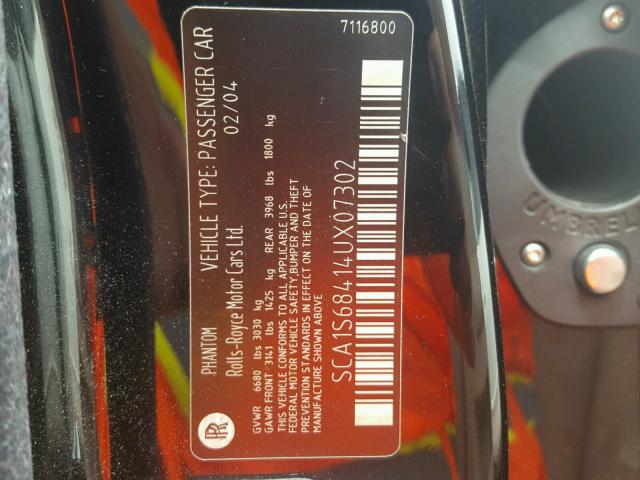 PHANTOM VEHICLE TYPE: PASSENGER CAR
Rolls-Royce Motor Cars Ltd. 02/04
GVWR 6680 lbs 3030 kg
GAWR FRONT 3141 lbs 1425 kg REAR 3968 lbs 1800 kg
THIS VEHICLE CONFORMS TO ALL APPLICABLE U.S.
FEDERAL MOTOR VEHICLE SAFETY,BUMPER AND THEFT
PREVENTION STANDARDS IN EFFECT ON THE DATE OF
MANUFACTURE SHOWN ABOVE.
SCA1S68414UX07302
7116800
RR
UMBREL